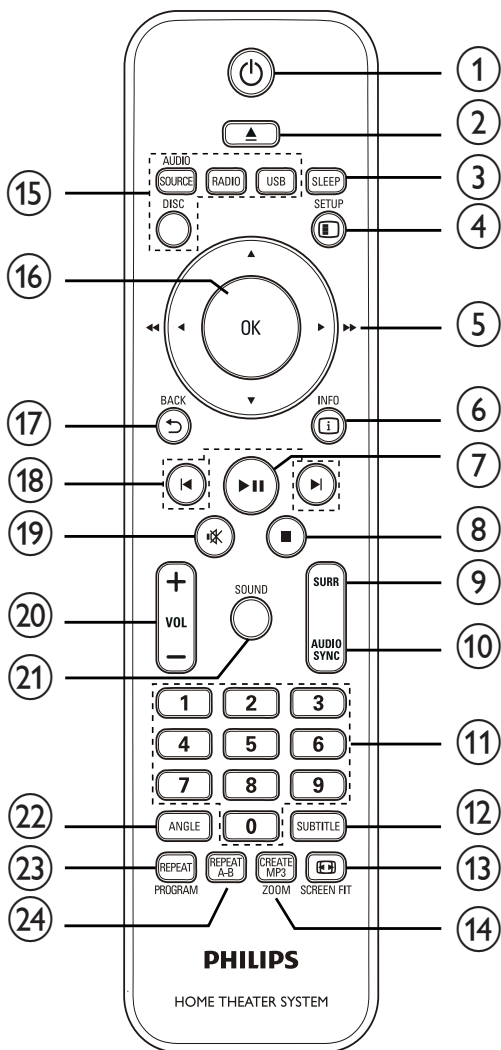 1
2
AUDIO
SOURCE RADIO USB SLEEP
3
15
DISC
SETUP
4
16
OK
5
BACK
INFO
17
6
7
18
19
8
SURR
9
SOUND
20
VOL
AUDIO
SYNC
10
21
1 2 3
4 5 6
11
7 8 9
22
ANGLE
0
SUBTITLE
12
23
REPEAT
REPEAT
A-B
CREATE
MP3
13
PROGRAM
ZOOM
SCREEN FIT
24
14
PHILIPS
HOME THEATER SYSTEM